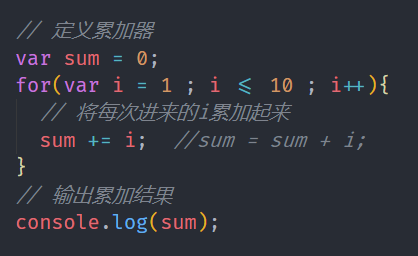 // 定义累加器
var sum = 0;
for(var i = 1 ; i <= 10 ; i++){
// 将每次进来的i累加起来
sum += i; //sum = sum + i;
}
// 输出累加结果
console.log(sum);